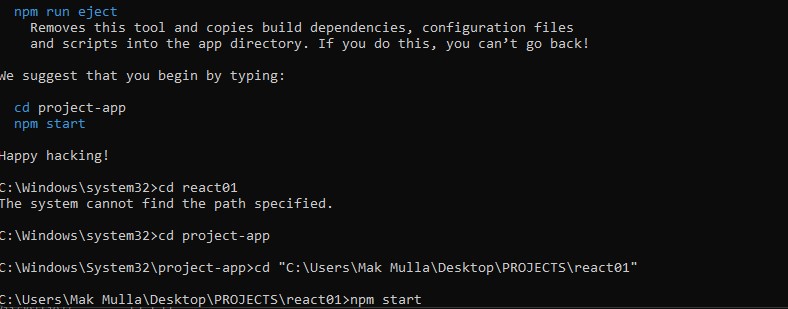 npm run eject
Removes this tool and copies build dependencies, configuration files
and scripts into the app directory. If you do this, you can’t go back!
We suggest that you begin by typing:
cd project-app
npm start
Happy hacking!
C:\Windows\system32>cd react01
The system cannot find the path specified.
C:\Windows\system32>cd project-app
C:\Windows\System32\project-app>cd "C:\Users\Mak Mulla\Desktop\PROJECTS\react01"
C:\Users\Mak Mulla\Desktop\PROJECTS\react01>npm start